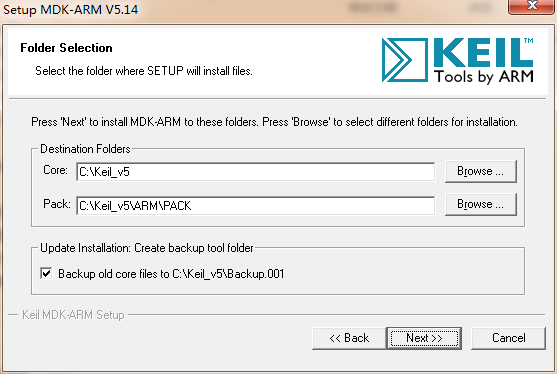 Setup MDK-ARM V5.14
Folder Selection
Select the folder where SETUP will install files.
KEIL
Tools by ARM
Press 'Next' to install MDK-ARM to these folders. Press 'Browse' to select different folders for installation.
Destination Folders
Core: C:\Keil_v5 Browse ...
Pack: C:\Keil_v5\ARM\PACK Browse ...
Update Installation: Create backup tool folder
Backup old core files to C:\Keil_v5\Backup.001
Keil MDK-ARM Setup
<< Back Next >> Cancel